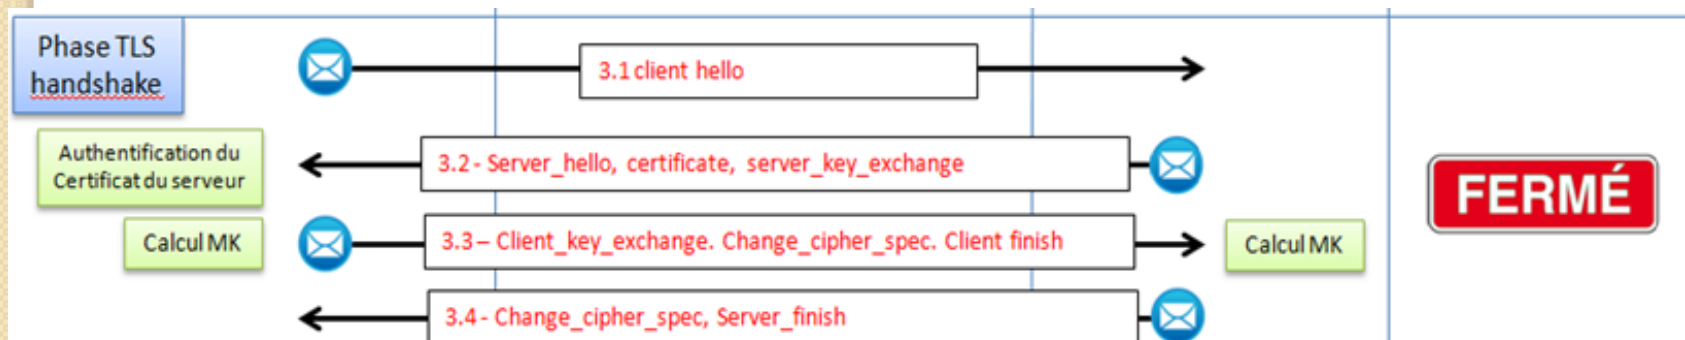 Phase TLS
handshake
3.1 client hello
Authentification du
Certificat du serveur
3.2 - Server_hello, certificate, server_key_exchange
FERMÉ
Calcul MK
3.3 – Client_key_exchange. Change_cipher_spec. Client finish
Calcul MK
3.4 - Change_cipher_spec, Server_finish